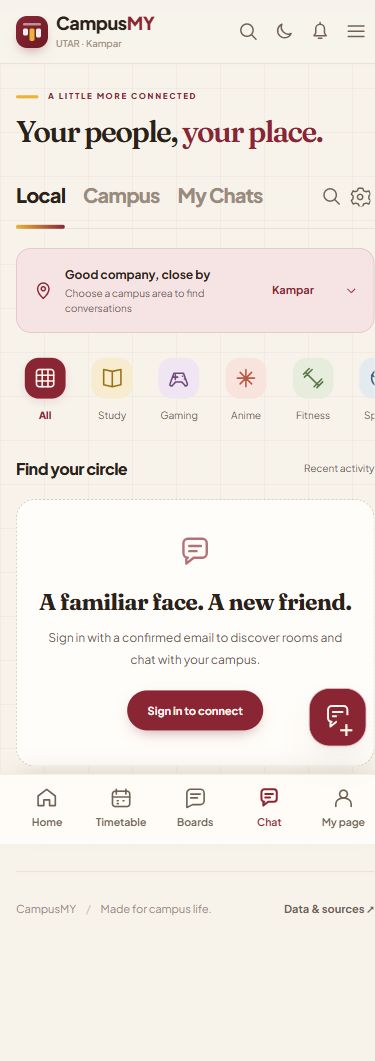 CampusMY
UTAR · Kampar
A LITTLE MORE CONNECTED
Your people, your place.
Local Campus My Chats
Good company, close by
Choose a campus area to find
conversations
Kampar
All Study Gaming Anime Fitness Sp
Find your circle
Recent activity
A familiar face. A new friend.
Sign in with a confirmed email to discover rooms and
chat with your campus.
Sign in to connect
Home Timetable Boards Chat My page
CampusMY / Made for campus life.
Data & sources ↗